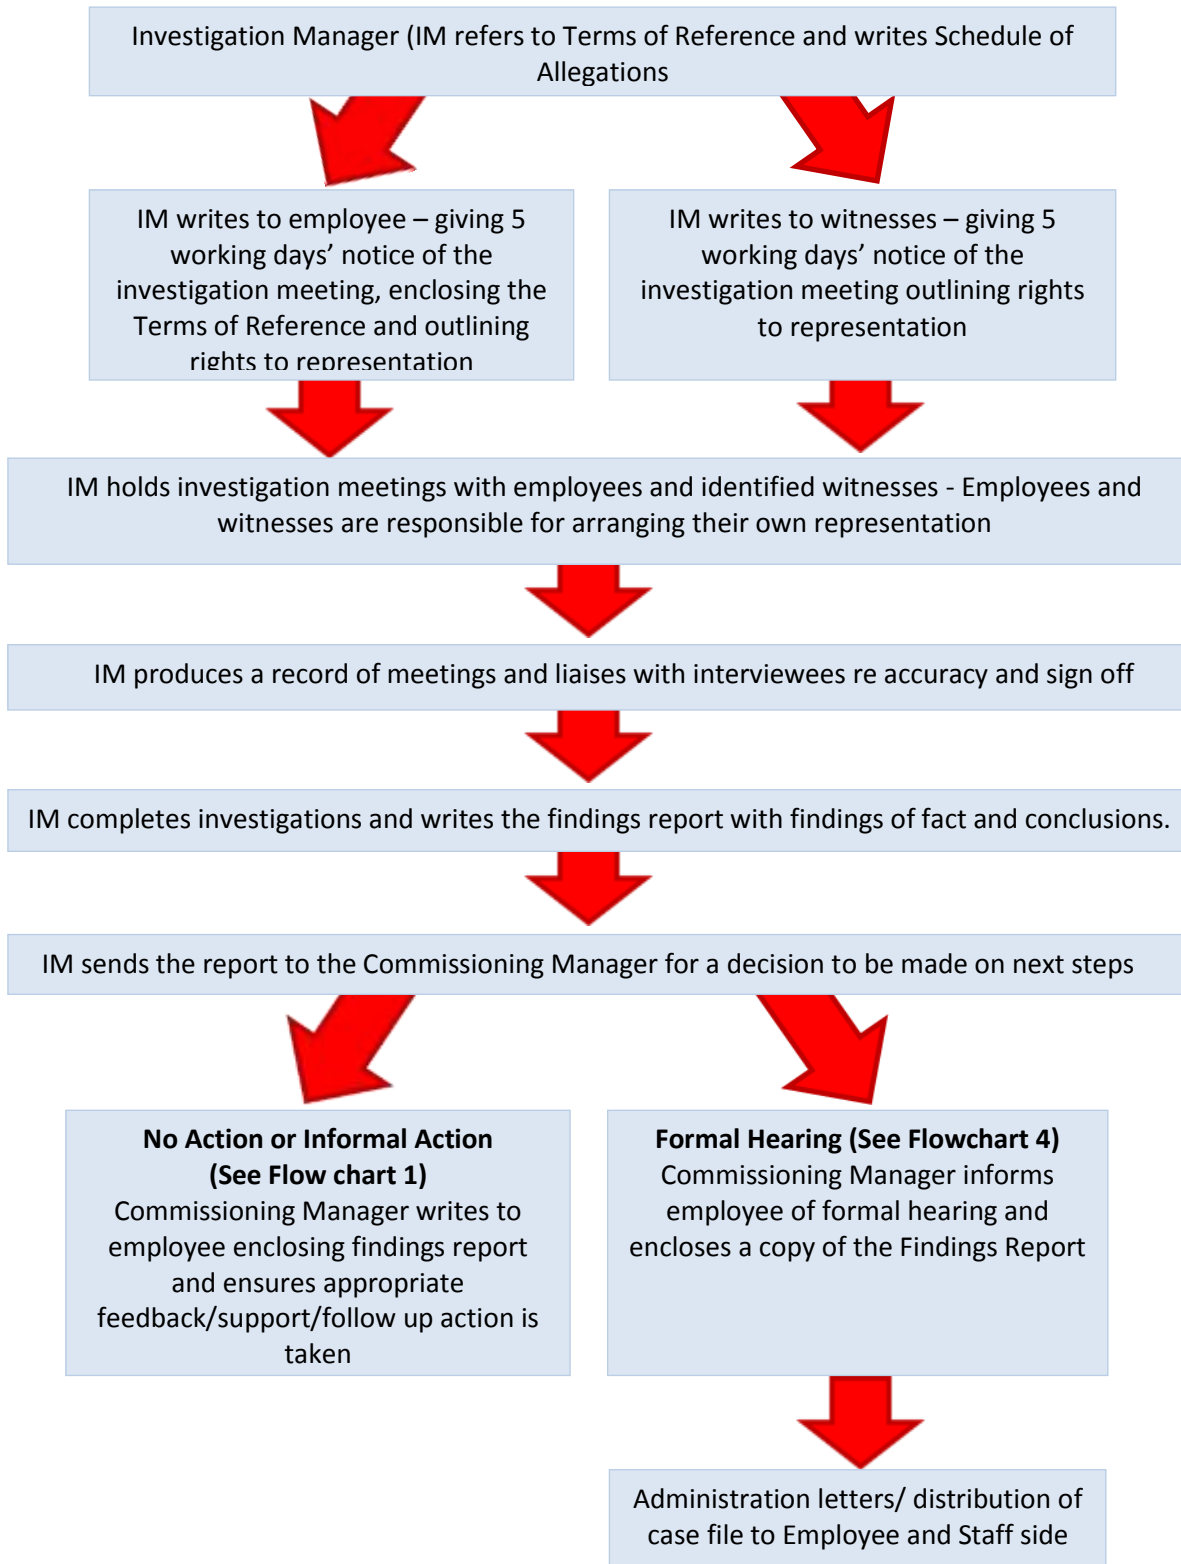 Investigation Manager (IM refers to Terms of Reference and writes Schedule of
Allegations
IM writes to employee – giving 5
working days’ notice of the
investigation meeting, enclosing the
Terms of Reference and outlining
rights to representation
IM writes to witnesses – giving 5
working days’ notice of the
investigation meeting outlining rights
to representation
IM holds investigation meetings with employees and identified witnesses - Employees and
witnesses are responsible for arranging their own representation
IM produces a record of meetings and liaises with interviewees re accuracy and sign off
IM completes investigations and writes the findings report with findings of fact and conclusions.
IM sends the report to the Commissioning Manager for a decision to be made on next steps
No Action or Informal Action
(See Flow chart 1)
Commissioning Manager writes to
employee enclosing findings report
and ensures appropriate
feedback/support/follow up action is
taken
Formal Hearing (See Flowchart 4)
Commissioning Manager informs
employee of formal hearing and
encloses a copy of the Findings Report
Administration letters/ distribution of
case file to Employee and Staff side